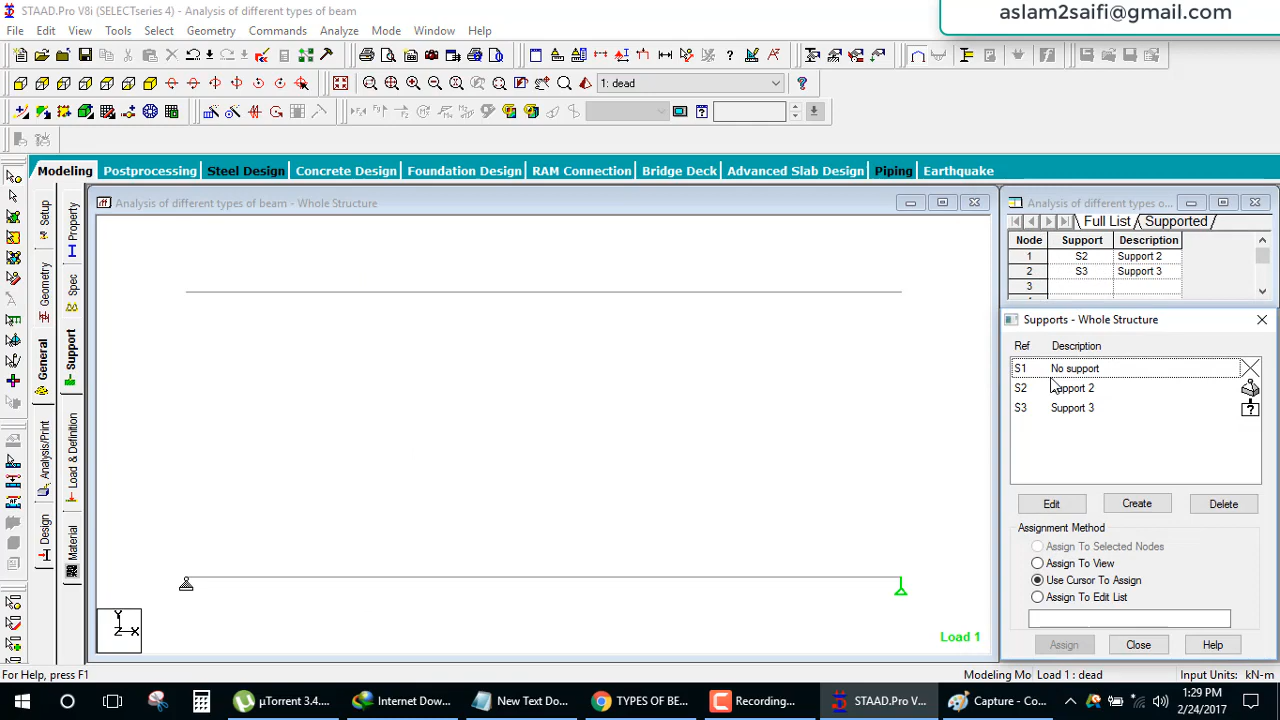 STAAD.Pro V8i (SELECTseries 4) - Analysis of different types of beam
aslam2saifi@gmail.com
File Edit View Tools Select Geometry Commands Analyze Mode Window Help
1: dead
Modeling Postprocessing Steel Design Concrete Design Foundation Design RAM Connection Bridge Deck Advanced Slab Design Piping Earthquake
Setup
Geometry
General
Analysis/Print
Design
Property
Spec
Support
Load & Definition
Material
Analysis of different types of beam - Whole Structure
Load 1
Y
Z X
Analysis of different types o...
Full List Supported
Node Support Description
1 S2 Support 2
2 S3 Support 3
3
Supports - Whole Structure
Ref Description
S1 No support
S2 upport 2
S3 Support 3
Edit Create Delete
Assignment Method
Assign To Selected Nodes
Assign To View
Use Cursor To Assign
Assign To Edit List
Assign Close Help
For Help, press F1
Modeling Mo Load 1 : dead Input Units: kN-m
µTorrent 3.4.... Internet Dow... New Text Do... TYPES OF BE... Recording... STAAD.Pro V... Capture - Co...
1:29 PM
2/24/2017